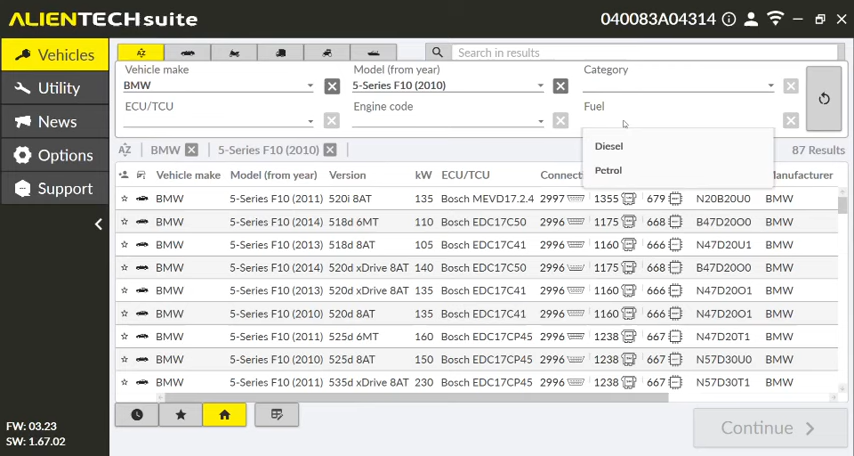 ALIENTECH suite
040083A04314
Vehicles
Utility
News
Options
Support
FW: 03.23
SW: 1.67.02
Search in results
Vehicle make
BMW
Model (from year)
5-Series F10 (2010)
Category
ECU/TCU
Engine code
Fuel
Diesel
Petrol
BMW
5-Series F10 (2010)
87 Results
Vehicle make Model (from year) Version kW ECU/TCU Connecti anufacturer
BMW 5-Series F10 (2011) 520i 8AT 135 Bosch MEVD17.2.4 2997 1355 679 N20B20U0 BMW
BMW 5-Series F10 (2014) 518d 6MT 110 Bosch EDC17C50 2996 1175 668 B47D20O0 BMW
BMW 5-Series F10 (2013) 518d 8AT 105 Bosch EDC17C41 2996 1160 666 N47D20U1 BMW
BMW 5-Series F10 (2014) 520d xDrive 8AT 140 Bosch EDC17C50 2996 1175 668 B47D20O0 BMW
BMW 5-Series F10 (2013) 520d xDrive 8AT 135 Bosch EDC17C41 2996 1160 666 N47D20O1 BMW
BMW 5-Series F10 (2010) 520d 8AT 135 Bosch EDC17C41 2996 1160 666 N47D20O1 BMW
BMW 5-Series F10 (2011) 525d 6MT 160 Bosch EDC17CP45 2996 1238 667 N47D20T1 BMW
BMW 5-Series F10 (2010) 525d 8AT 150 Bosch EDC17CP45 2996 1238 667 N57D30U0 BMW
BMW 5-Series F10 (2011) 535d xDrive 8AT 230 Bosch EDC17CP45 2996 1238 667 N57D30T1 BMW
Continue